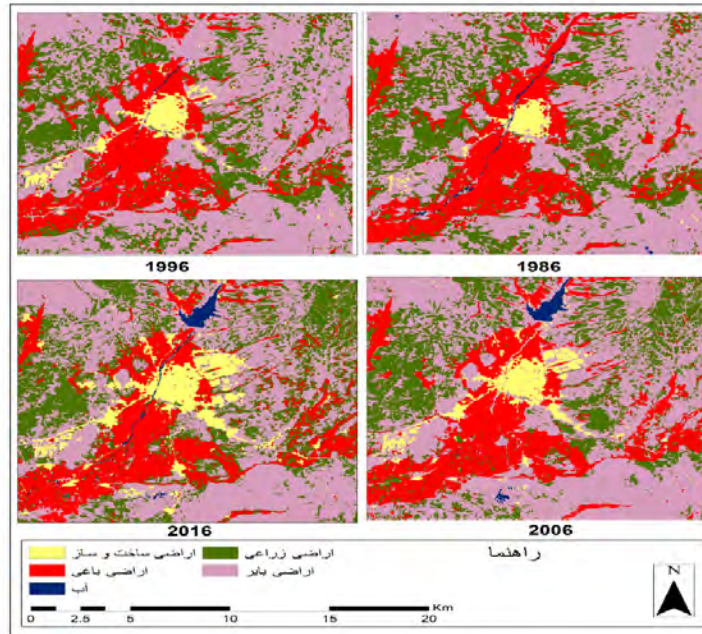 1996 1986
2016 2006
راهنما
اراضی ساخت و ساز اراضی زراعی
اراضی باغی اراضی بایر
آب
N
Km
0 2.5 5 10 15 20